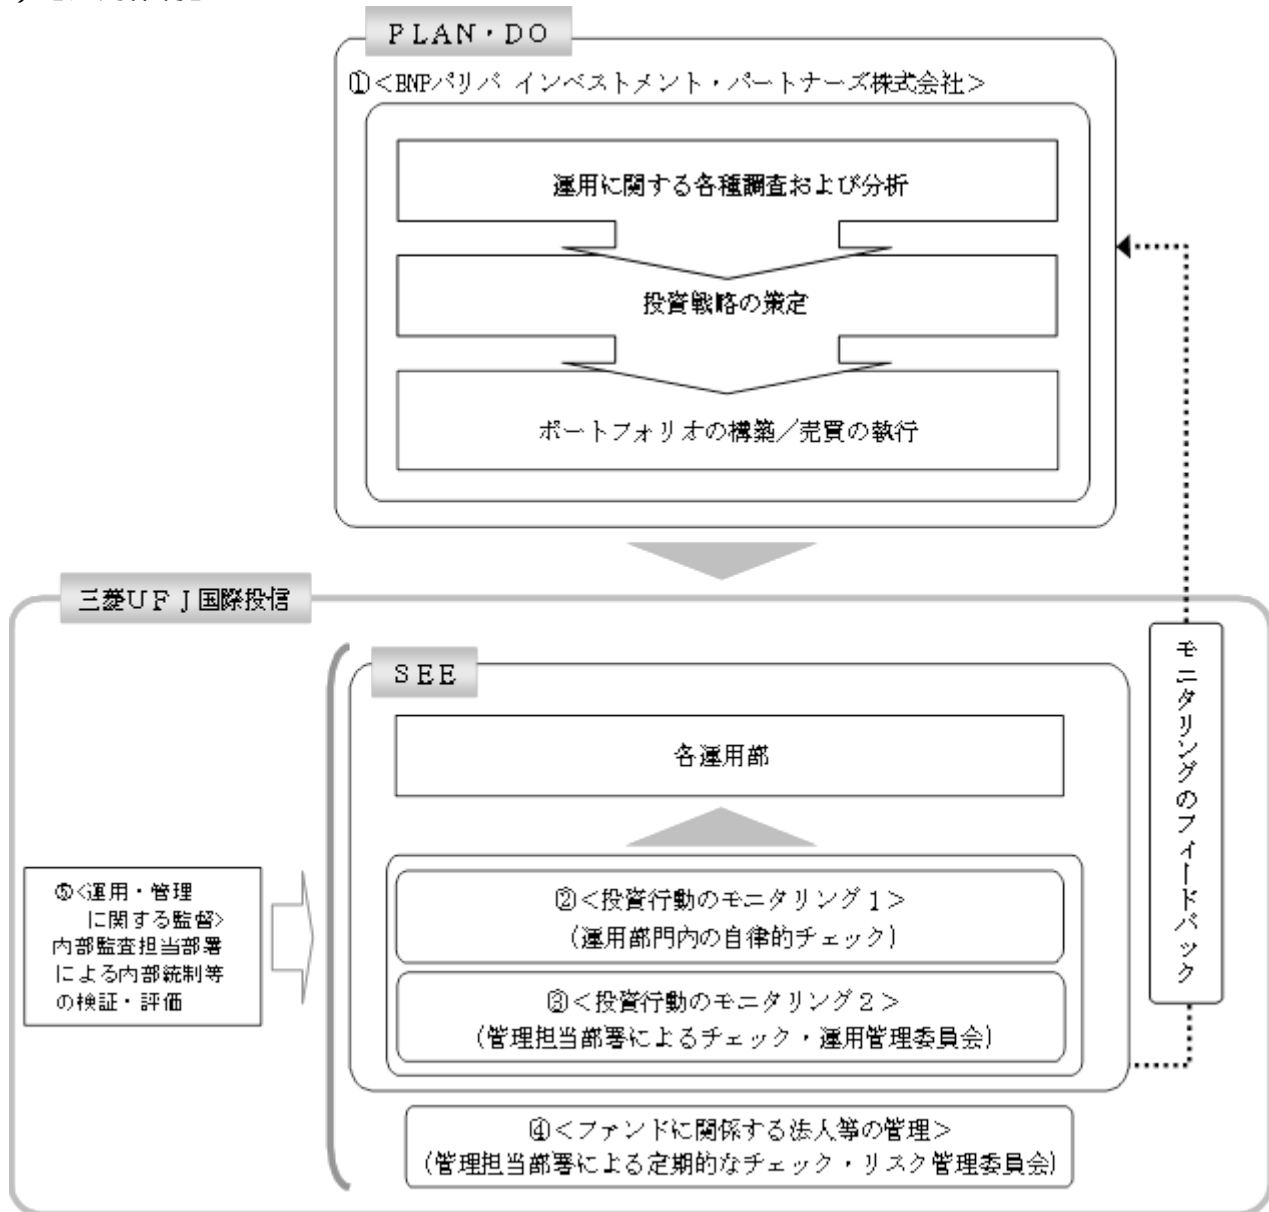 PLAN・DO
①<BNPパリバ インベストメント・パートナーズ株式会社>
運用に関する各種調査および分析
投資戦略の策定
ポートフォリオの構築／売買の執行
三菱UFJ国際投信
SEE
各運用部
②<投資行動のモニタリング１>
(運用部門内の自律的チェック)
③<投資行動のモニタリング２>
(管理担当部署によるチェック・運用管理委員会)
④<ファンドに関係する法人等の管理>
(管理担当部署による定期的なチェック・リスク管理委員会)
⑤<運用・管理
に関する監督>
内部監査担当部署
による内部統制等
の検証・評価
モニタリングのフィードバック